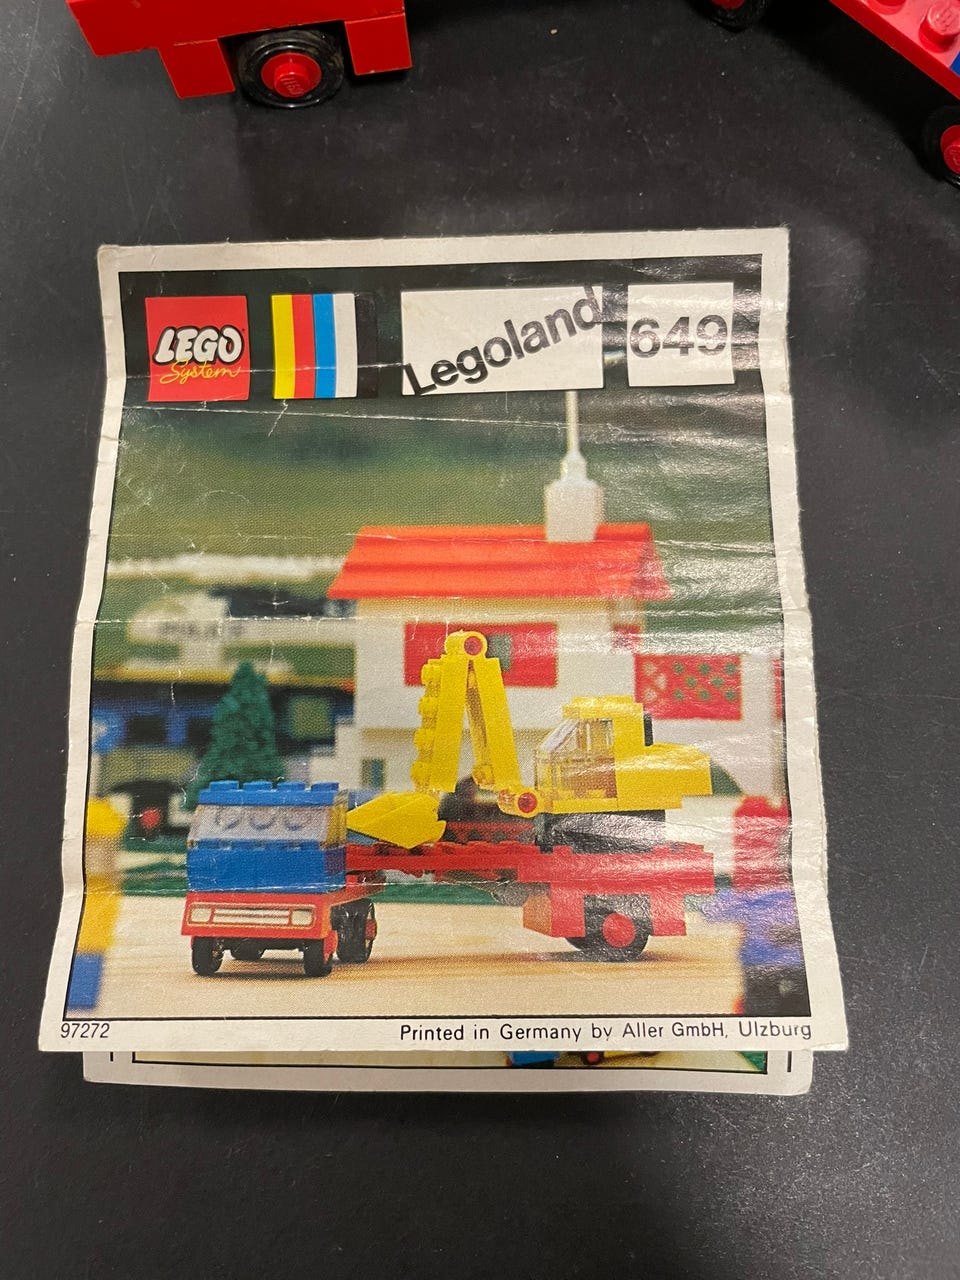 LEGO
System
Legoland
649
97272
Printed in Germany by Aller GmbH, Ulzburg